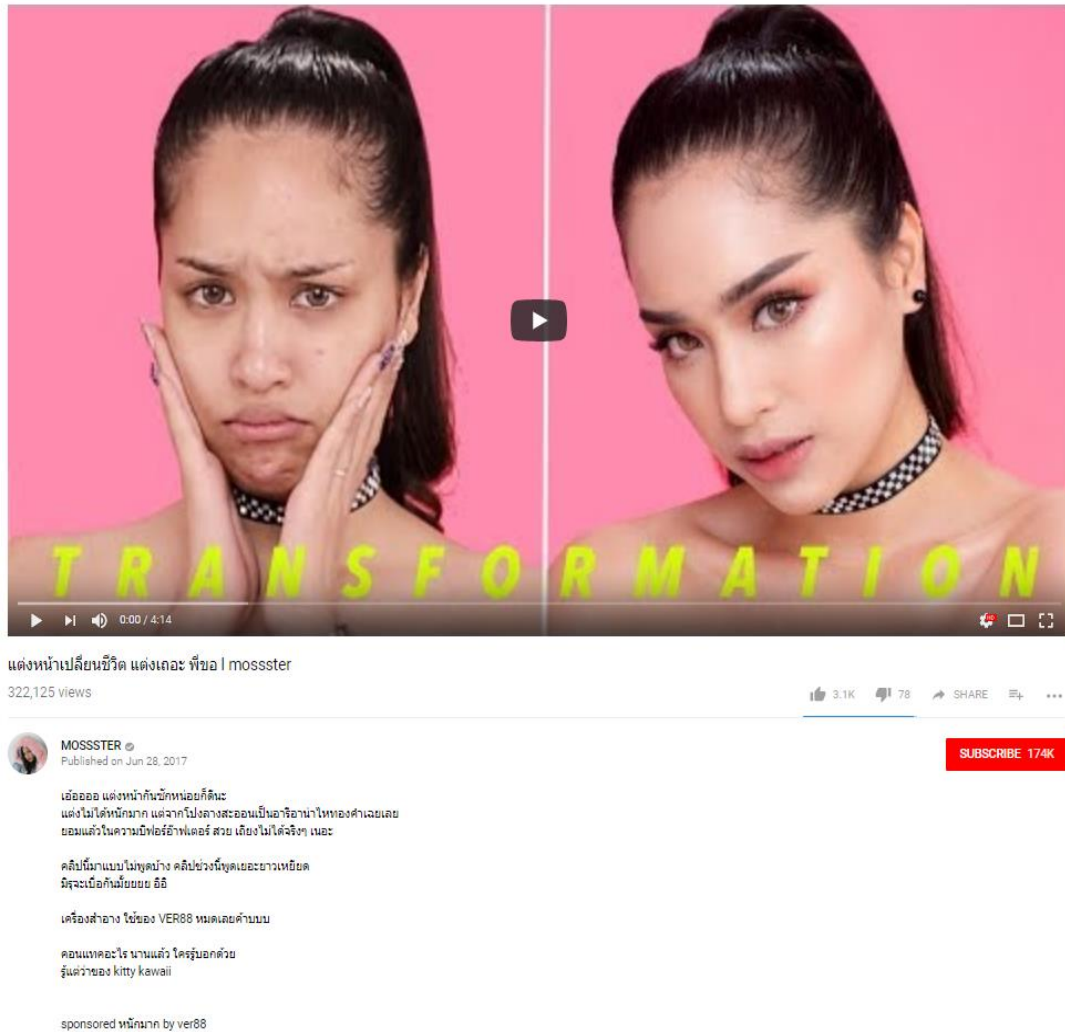 TRANSFORMATION
0:00 / 4:14
HD
แต่งหน้าเปลี่ยนชีวิต แต่งเถอะ พี่ขอ l mossster
322,125 views
3.1K 78 SHARE
MOSSSTER
Published on Jun 28, 2017
SUBSCRIBE 174K
เอ้ออออ แต่งหน้ากันซักหน่อยก็ดีนะ
แต่งไม่ได้หนักมาก แต่จากโปงลางสะออนเป็นอาริอาน่าไหทองคำเฉยเลย
ยอมแล้วในความบีฟอร์อ๊าฟเตอร์ สวย เถียงไม่ได้จริงๆ เนอะ
คลิปนี้มาแบบไม่พูดบ้าง คลิปช่วงนี้พูดเยอะยาวเหยียด
มิรุจะเบื่อกันมั้ยยยย อิอิ
เครื่องสำอาง ใช้ของ VER88 หมดเลยค้าบบบ
คอนแทคอะไร นานแล้ว ใครรู้บอกด้วย
รู้แต่ว่าของ kitty kawaii
sponsored หนักมาก by ver88